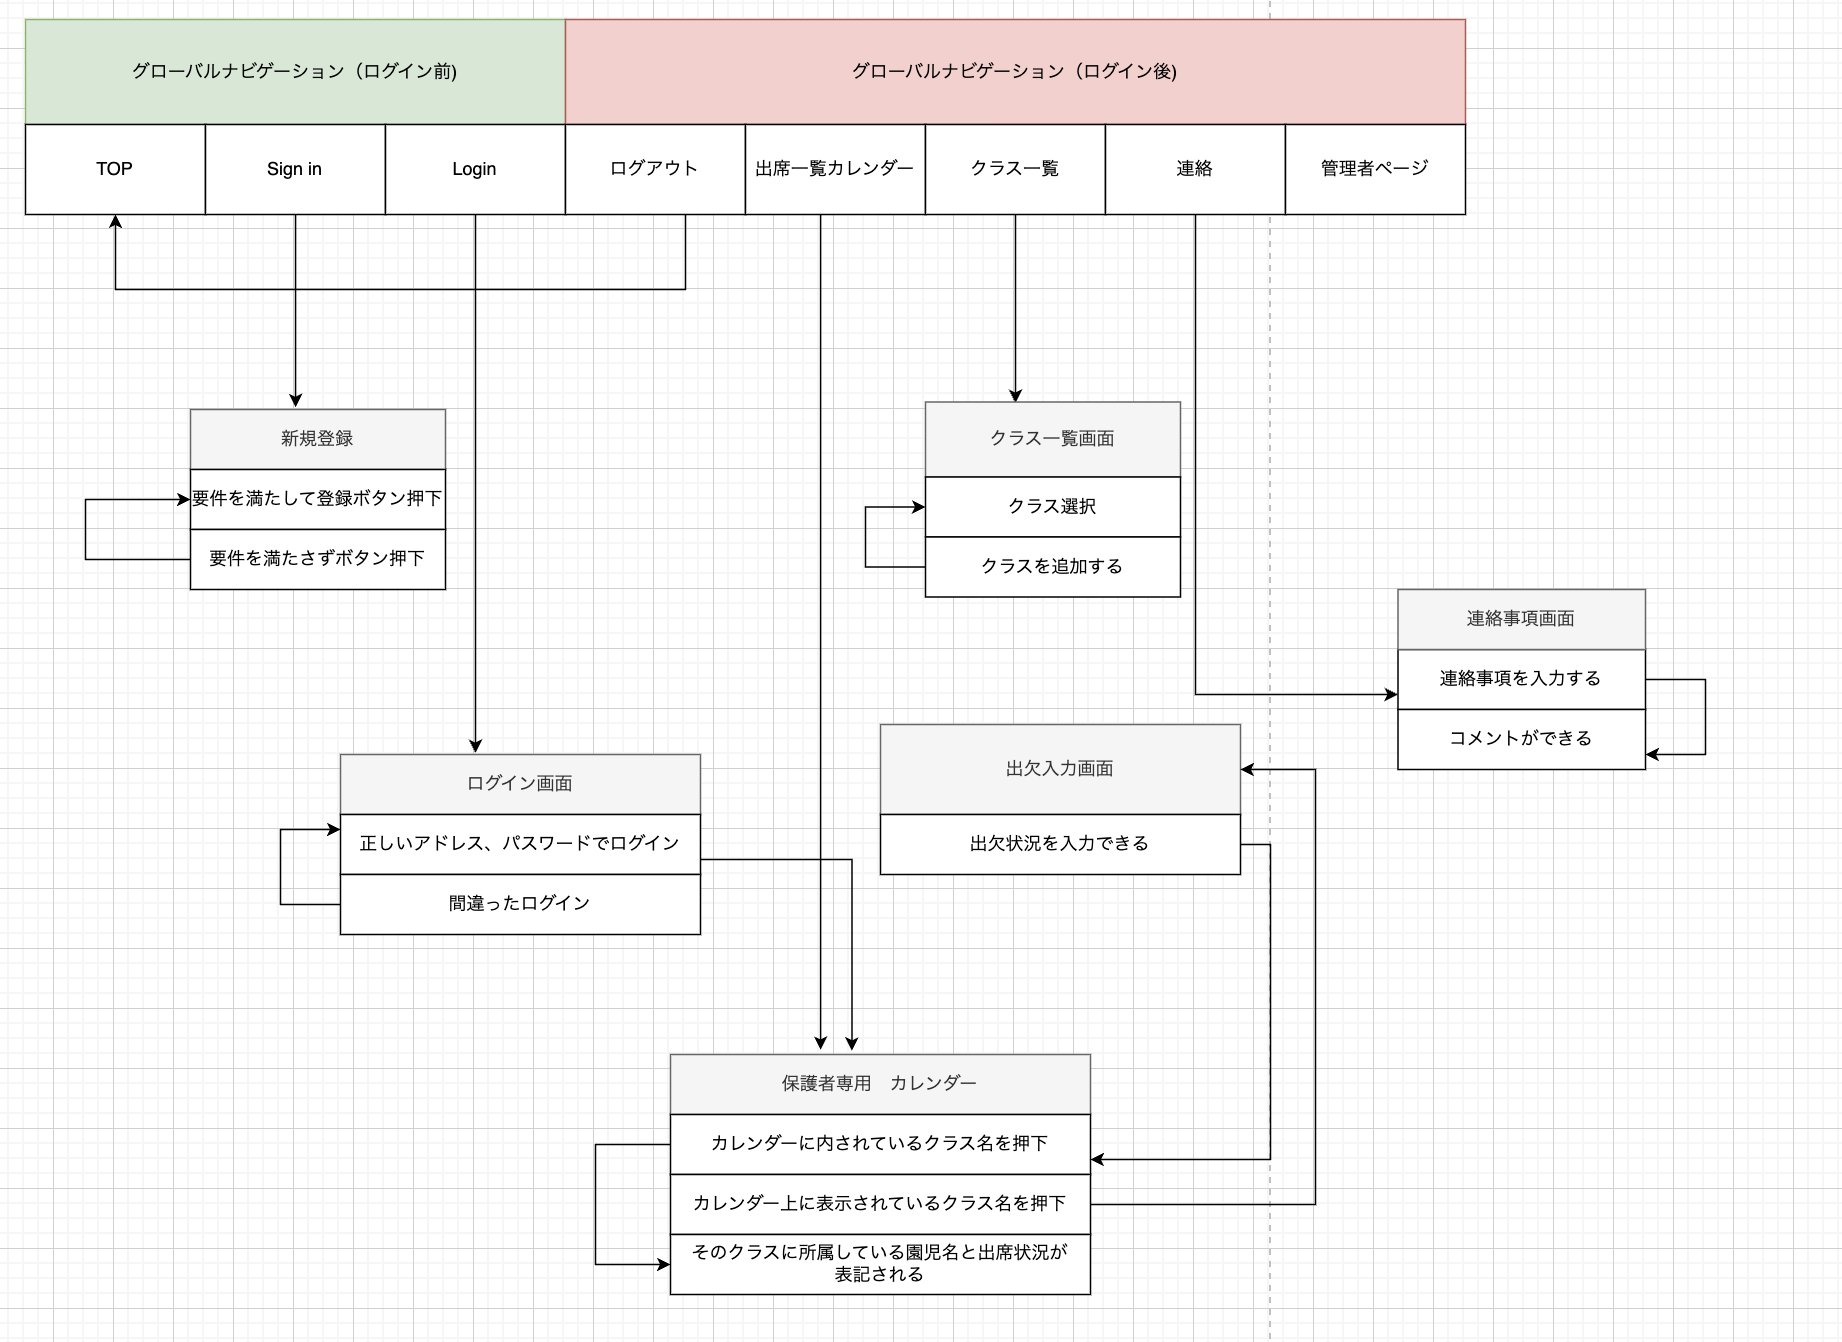 グローバルナビゲーション（ログイン前)
グローバルナビゲーション（ログイン後)
TOP
Sign in
Login
ログアウト
出席一覧カレンダー
クラス一覧
連絡
管理者ページ
新規登録
要件を満たして登録ボタン押下
要件を満たさずボタン押下
クラス一覧画面
クラス選択
クラスを追加する
連絡事項画面
連絡事項を入力する
コメントができる
ログイン画面
正しいアドレス、パスワードでログイン
間違ったログイン
出欠入力画面
出欠状況を入力できる
保護者専用　カレンダー
カレンダーに内されているクラス名を押下
カレンダー上に表示されているクラス名を押下
そのクラスに所属している園児名と出席状況が
表記される